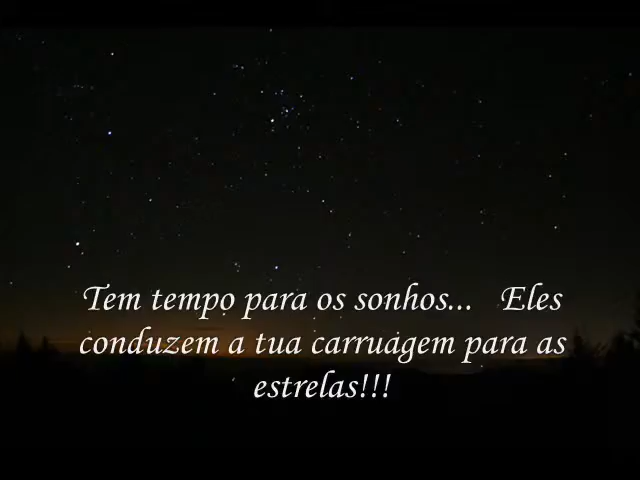 Tem tempo para os sonhos...   Eles
conduzem a tua carruagem para as
estrelas!!!